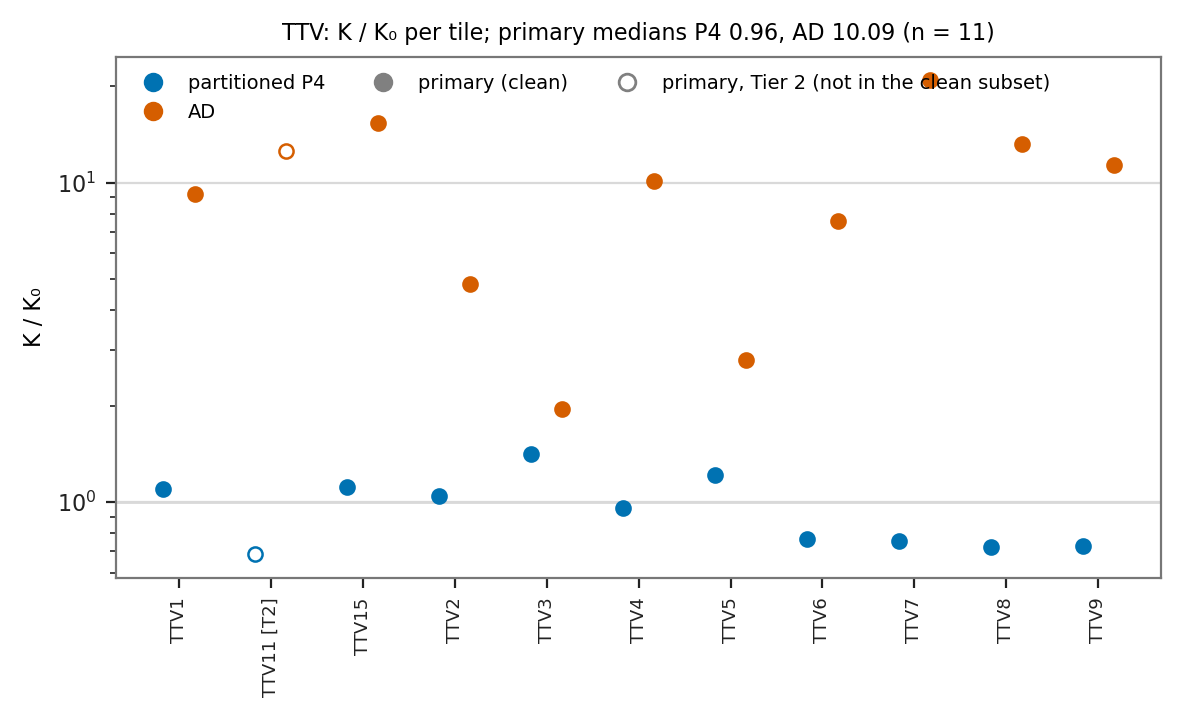 TTV: K / K₀ per tile; primary medians P4 0.96, AD 10.09 (n = 11)
partitioned P4
primary (clean)
primary, Tier 2 (not in the clean subset)
AD
10¹
10⁰
K / K₀
TTV1
TTV11 [T2]
TTV15
TTV2
TTV3
TTV4
TTV5
TTV6
TTV7
TTV8
TTV9